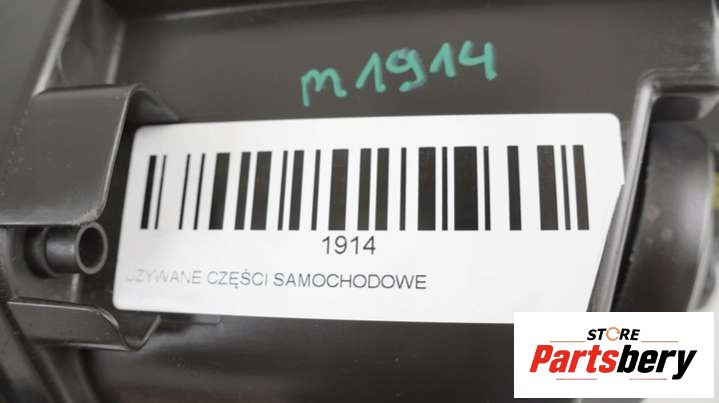 m1914
1914
UŻYWANE CZĘŚCI SAMOCHODOWE
STORE
Partsbery